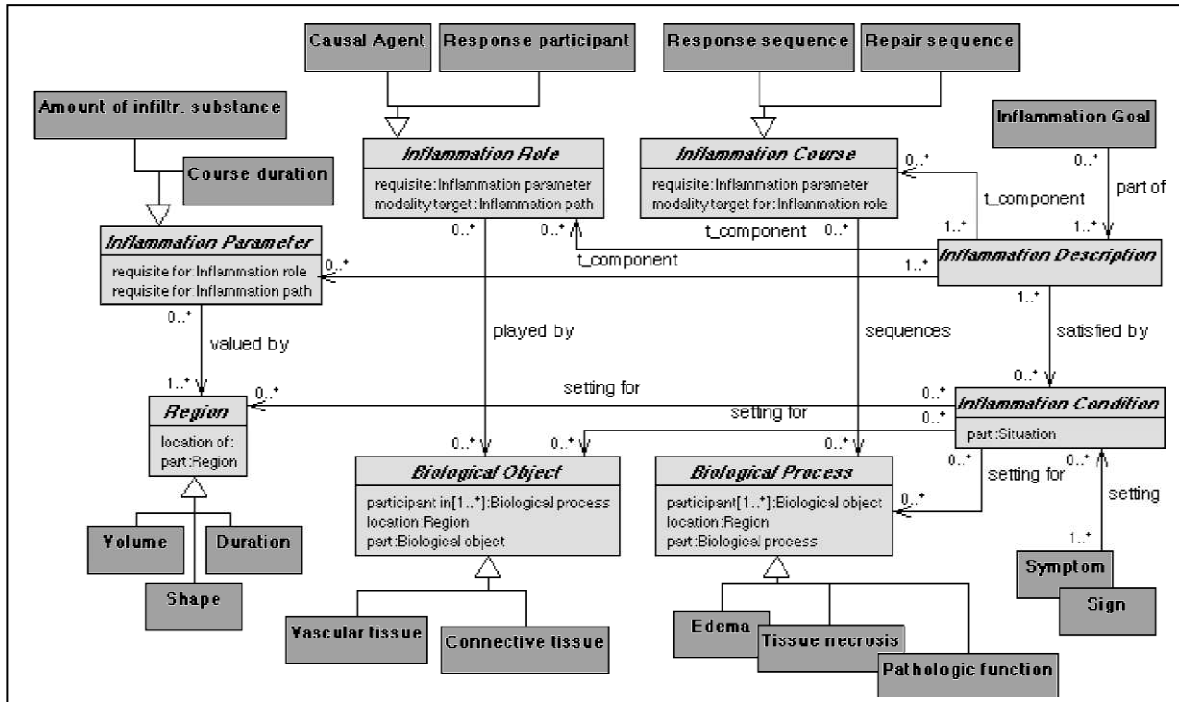 Causal Agent
Response participant
Response sequence
Repair sequence
Amount of infiltr. substance
Course duration
Inflammation Goal
Inflammation Role
requisite:Inflammation parameter
modality target:Inflammation path
Inflammation Course
requisite:Inflammation parameter
modality target for:Inflammation role
0..*
0..*
part of
t_component
Inflammation Parameter
requisite for:Inflammation role
requisite for:Inflammation path
0..*
0..*
0..*
t_component
0..*
1..*
1..*
0..*
t_component
1..*
Inflammation Description
0..*
1..*
valued by
played by
sequences
satisfied by
1..*
0..*
setting for
0..*
0..*
Region
location of:
part:Region
setting for
0..*
Inflammation Condition
part:Situation
0..*
0..*
0..*
0..*
Biological Object
participant in[1..*]:Biological process
location:Region
part:Biological object
Biological Process
participant[1..*]:Biological object
location:Region
part:Biological process
setting for
0..*
setting
1..*
Volume
Duration
Shape
Symptom
Sign
Vascular tissue
Connective tissue
Edema
Tissue necrosis
Pathologic function